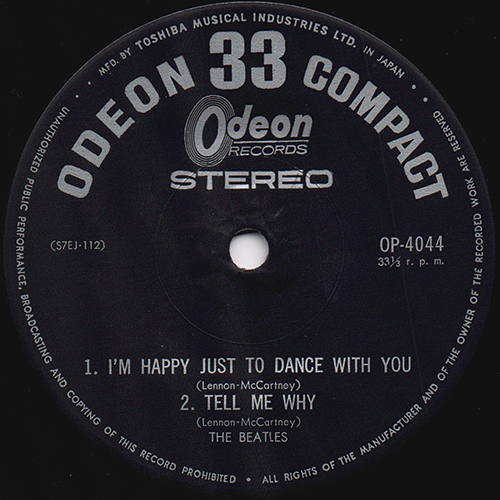 MFD. BY TOSHIBA MUSICAL INDUSTRIES LTD. IN JAPAN
ODEON 33 COMPACT
Odeon
RECORDS
STEREO
(S7EJ-112)
OP-4044
33⅓ r. p. m.
1. I'M HAPPY JUST TO DANCE WITH YOU
(Lennon-McCartney)
2. TELL ME WHY
(Lennon-McCartney)
THE BEATLES
UNAUTHORIZED PUBLIC PERFORMANCE, BROADCASTING AND COPYING OF THIS RECORD PROHIBITED • ALL RIGHTS OF THE MANUFACTURER AND OF THE OWNER OF THE RECORDED WORK ARE RESERVED